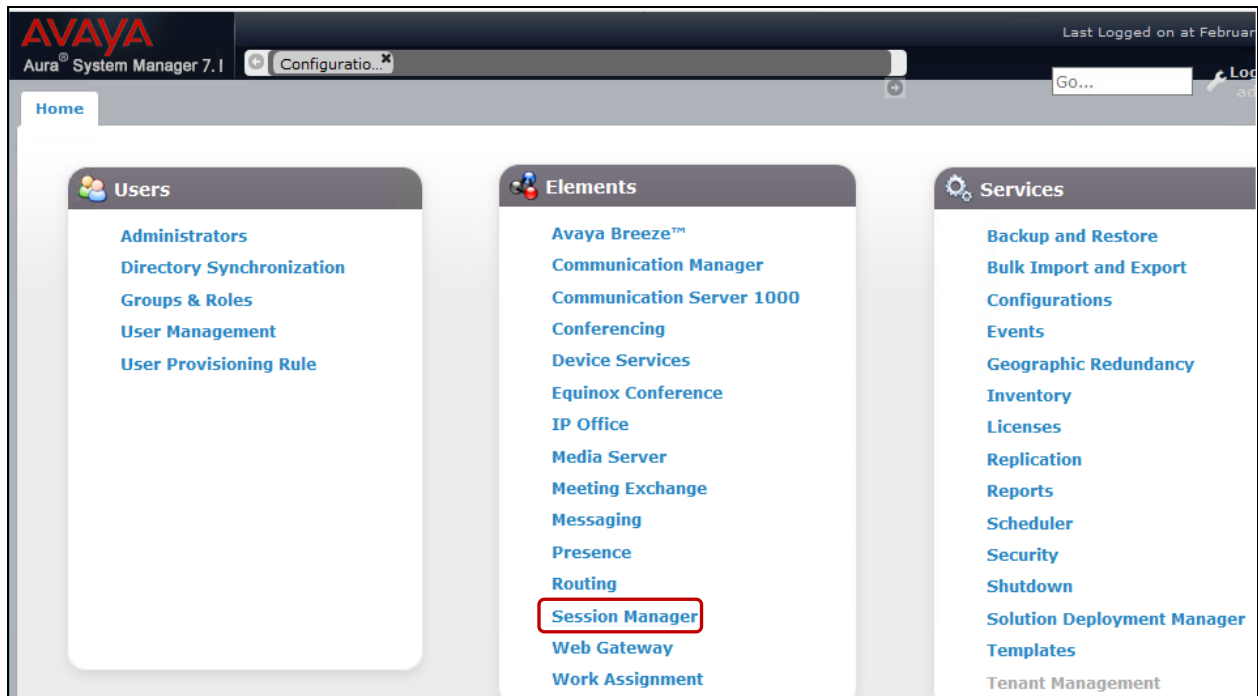 AVAYA
Aura® System Manager 7.1
Last Logged on at Februar
Configuratio...
Go...
Home
Users
Administrators
Directory Synchronization
Groups & Roles
User Management
User Provisioning Rule
Elements
Avaya Breeze™
Communication Manager
Communication Server 1000
Conferencing
Device Services
Equinox Conference
IP Office
Media Server
Meeting Exchange
Messaging
Presence
Routing
Session Manager
Web Gateway
Work Assignment
Services
Backup and Restore
Bulk Import and Export
Configurations
Events
Geographic Redundancy
Inventory
Licenses
Replication
Reports
Scheduler
Security
Shutdown
Solution Deployment Manager
Templates
Tenant Management